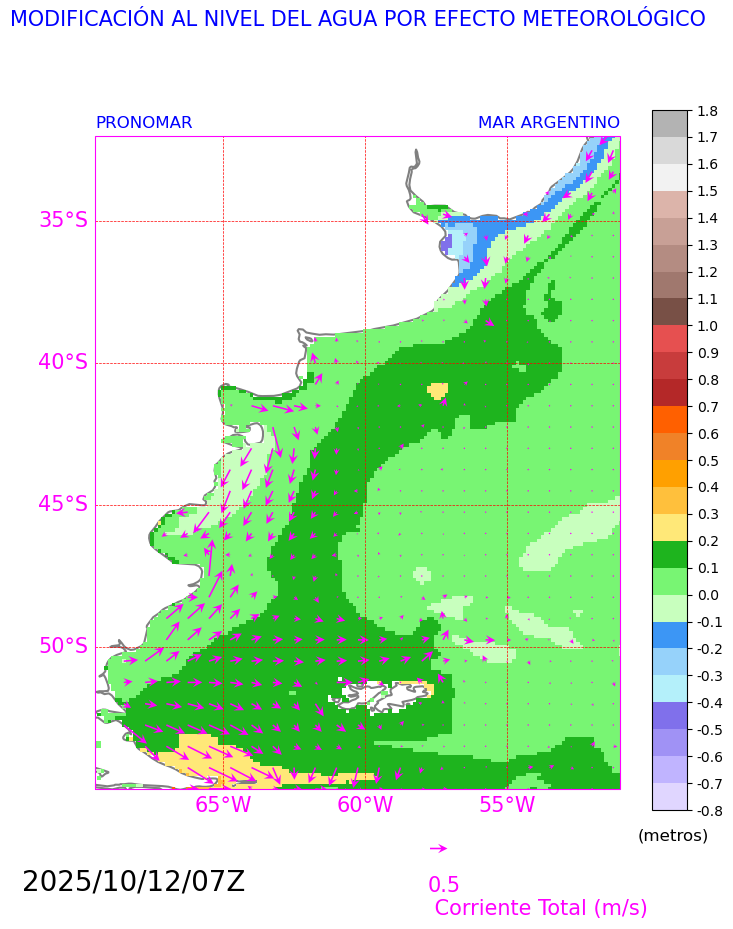 MODIFICACIÓN AL NIVEL DEL AGUA POR EFECTO METEOROLÓGICO
PRONOMAR MAR ARGENTINO
35°S
40°S
45°S
50°S
65°W 60°W 55°W
1.8
1.7
1.6
1.5
1.4
1.3
1.2
1.1
1.0
0.9
0.8
0.7
0.6
0.5
0.4
0.3
0.2
0.1
0.0
-0.1
-0.2
-0.3
-0.4
-0.5
-0.6
-0.7
-0.8
(metros)
2025/10/12/07Z
0.5
Corriente Total (m/s)